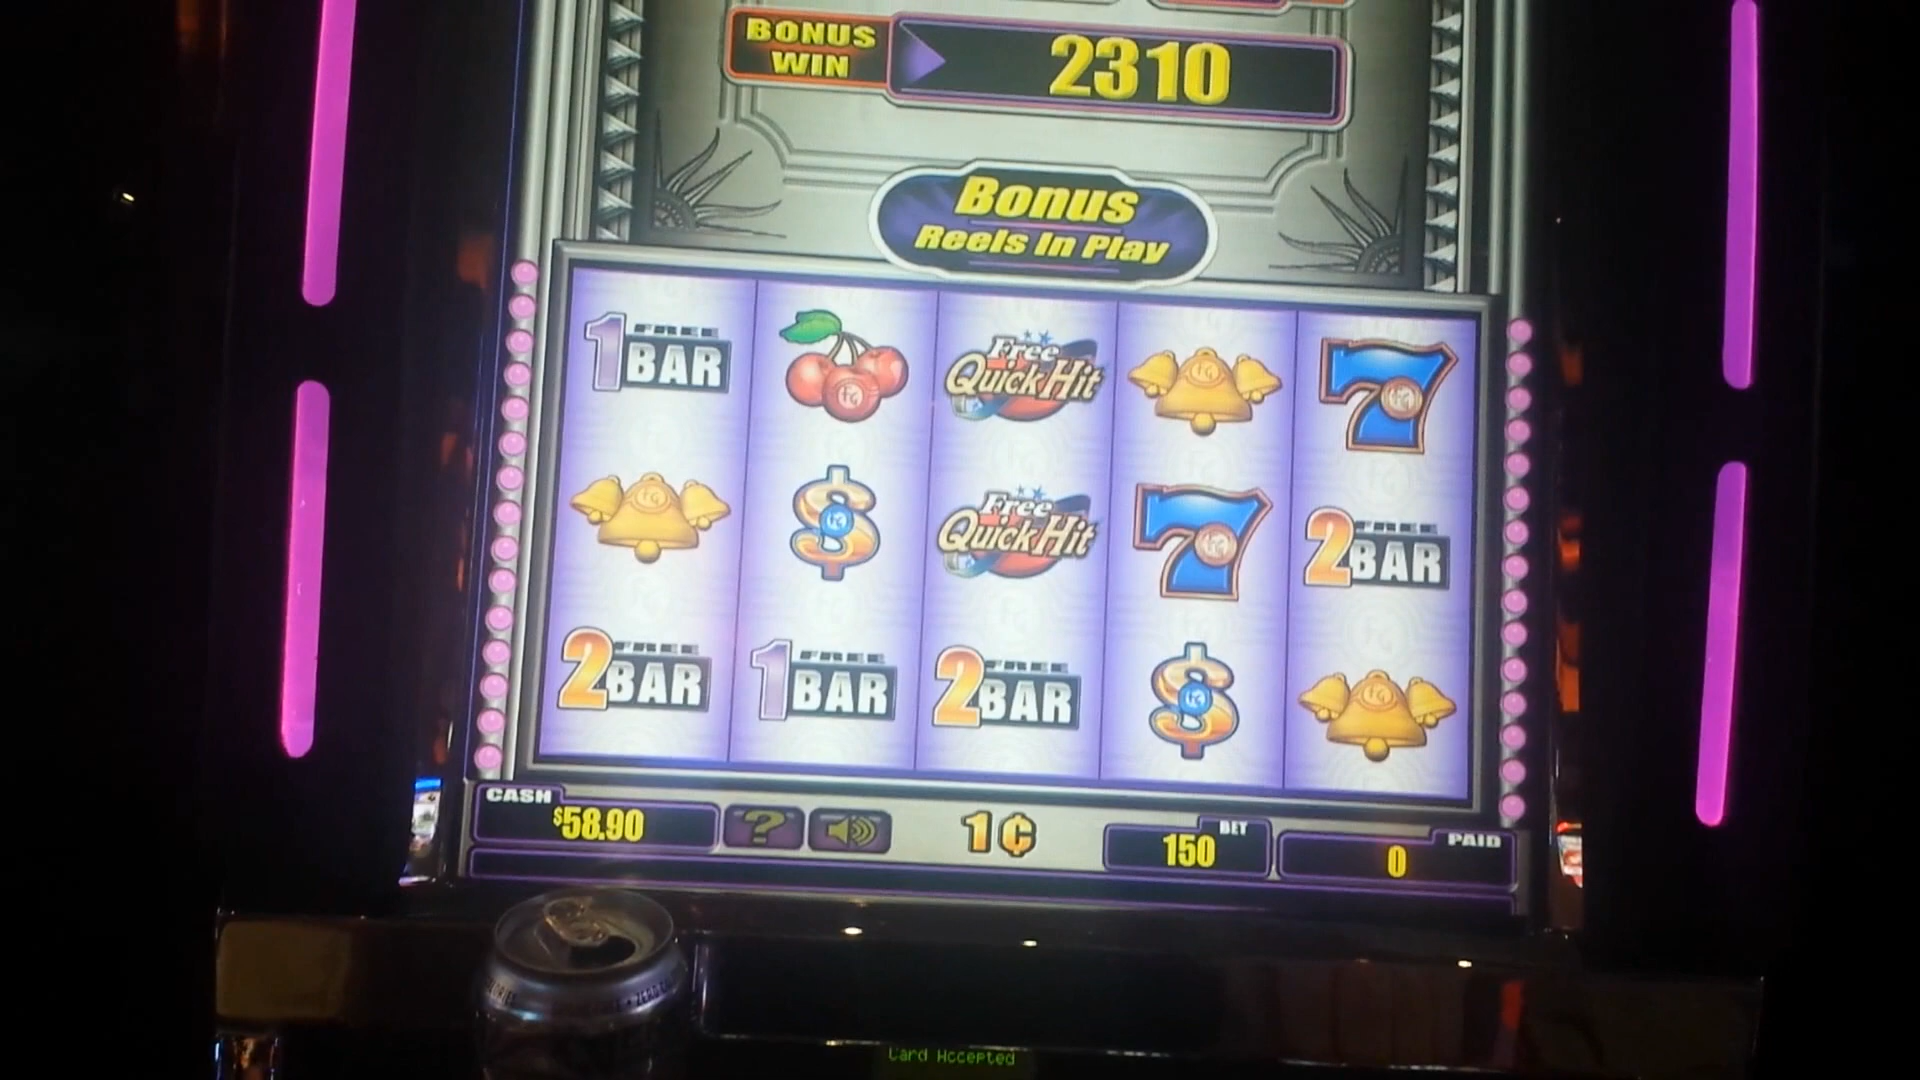 BONUS
WIN
2310
Bonus
Reels In Play
1 FREE BAR
Free
Quick Hit
7
$
Free
Quick Hit
7
2 FREE BAR
2 FREE BAR
1 FREE BAR
2 FREE BAR
$
CASH
$58.90
?
1¢
BET
150
PAID
0
Card Accepted